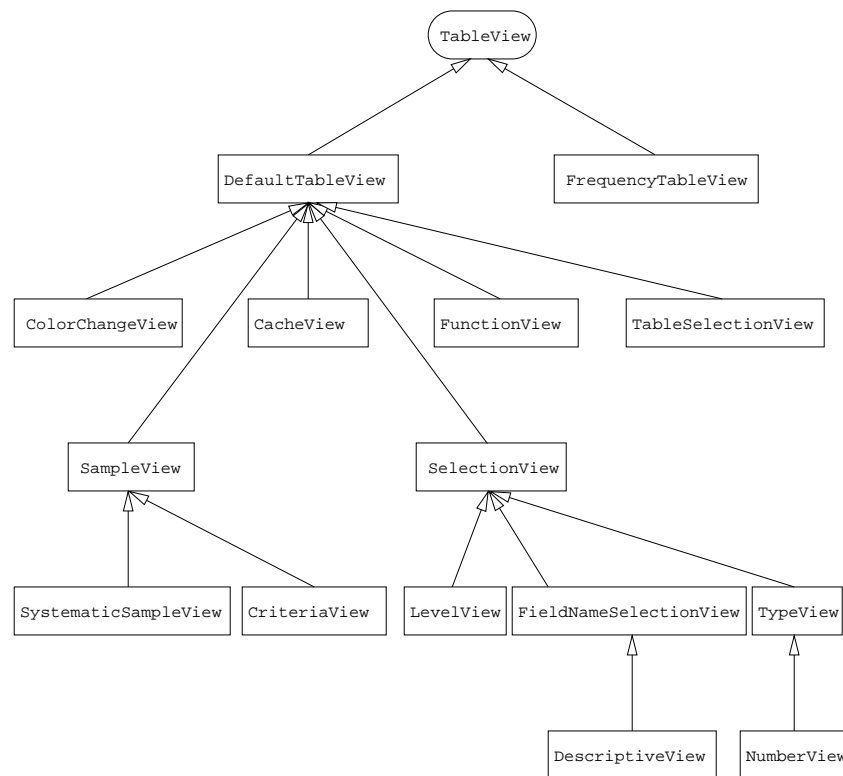 TableView
DefaultTableView
FrequencyTableView
ColorChangeView
CacheView
FunctionView
TableSelectionView
SampleView
SelectionView
SystematicSampleView
CriteriaView
LevelView
FieldNameSelectionView
TypeView
DescriptiveView
NumberView